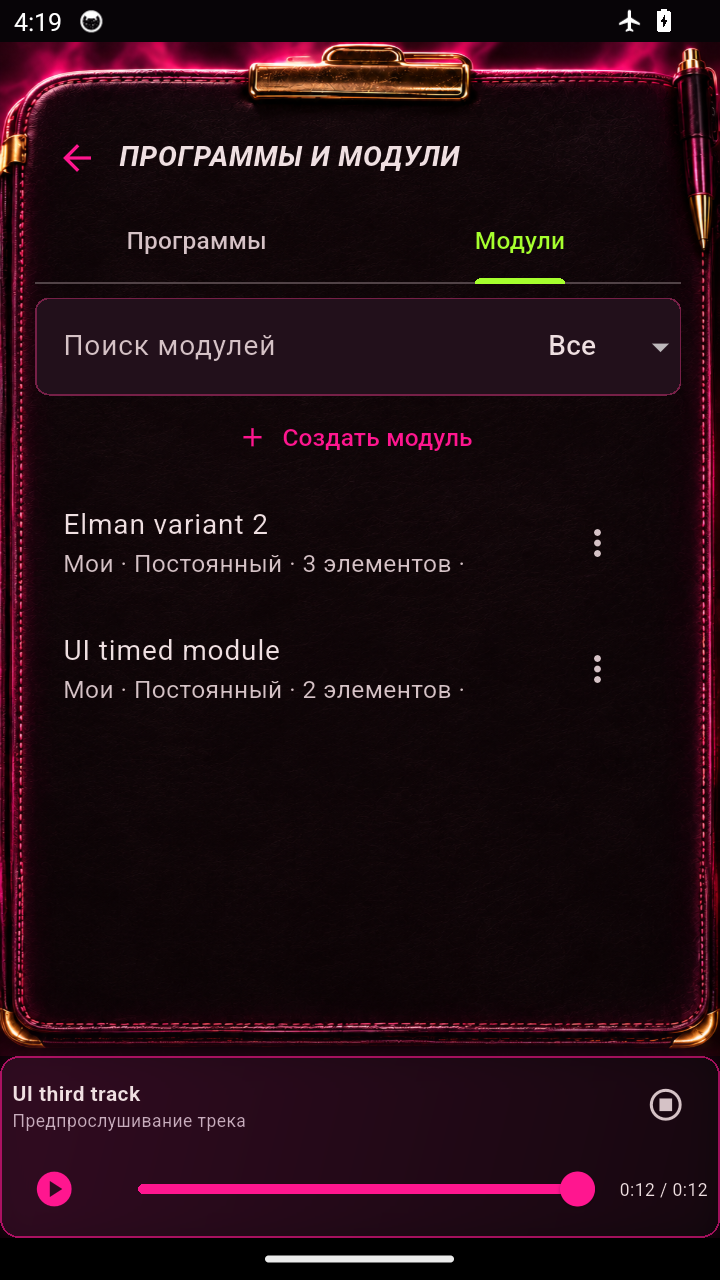 4:19
ПРОГРАММЫ И МОДУЛИ
Программы
Модули
Поиск модулей
Все
+ Создать модуль
Elman variant 2
Мои · Постоянный · 3 элементов ·
UI timed module
Мои · Постоянный · 2 элементов ·
UI third track
Предпрослушивание трека
0:12 / 0:12